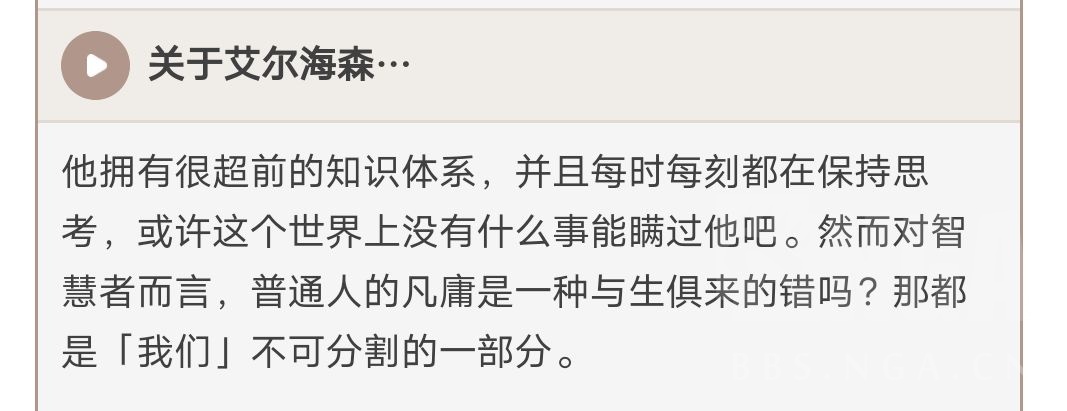 关于艾尔海森…
他拥有很超前的知识体系，并且每时每刻都在保持思
考，或许这个世界上没有什么事能瞒过他吧。然而对智
慧者而言，普通人的凡庸是一种与生俱来的错吗？那都
是「我们」不可分割的一部分。
BBS.NGA.CN